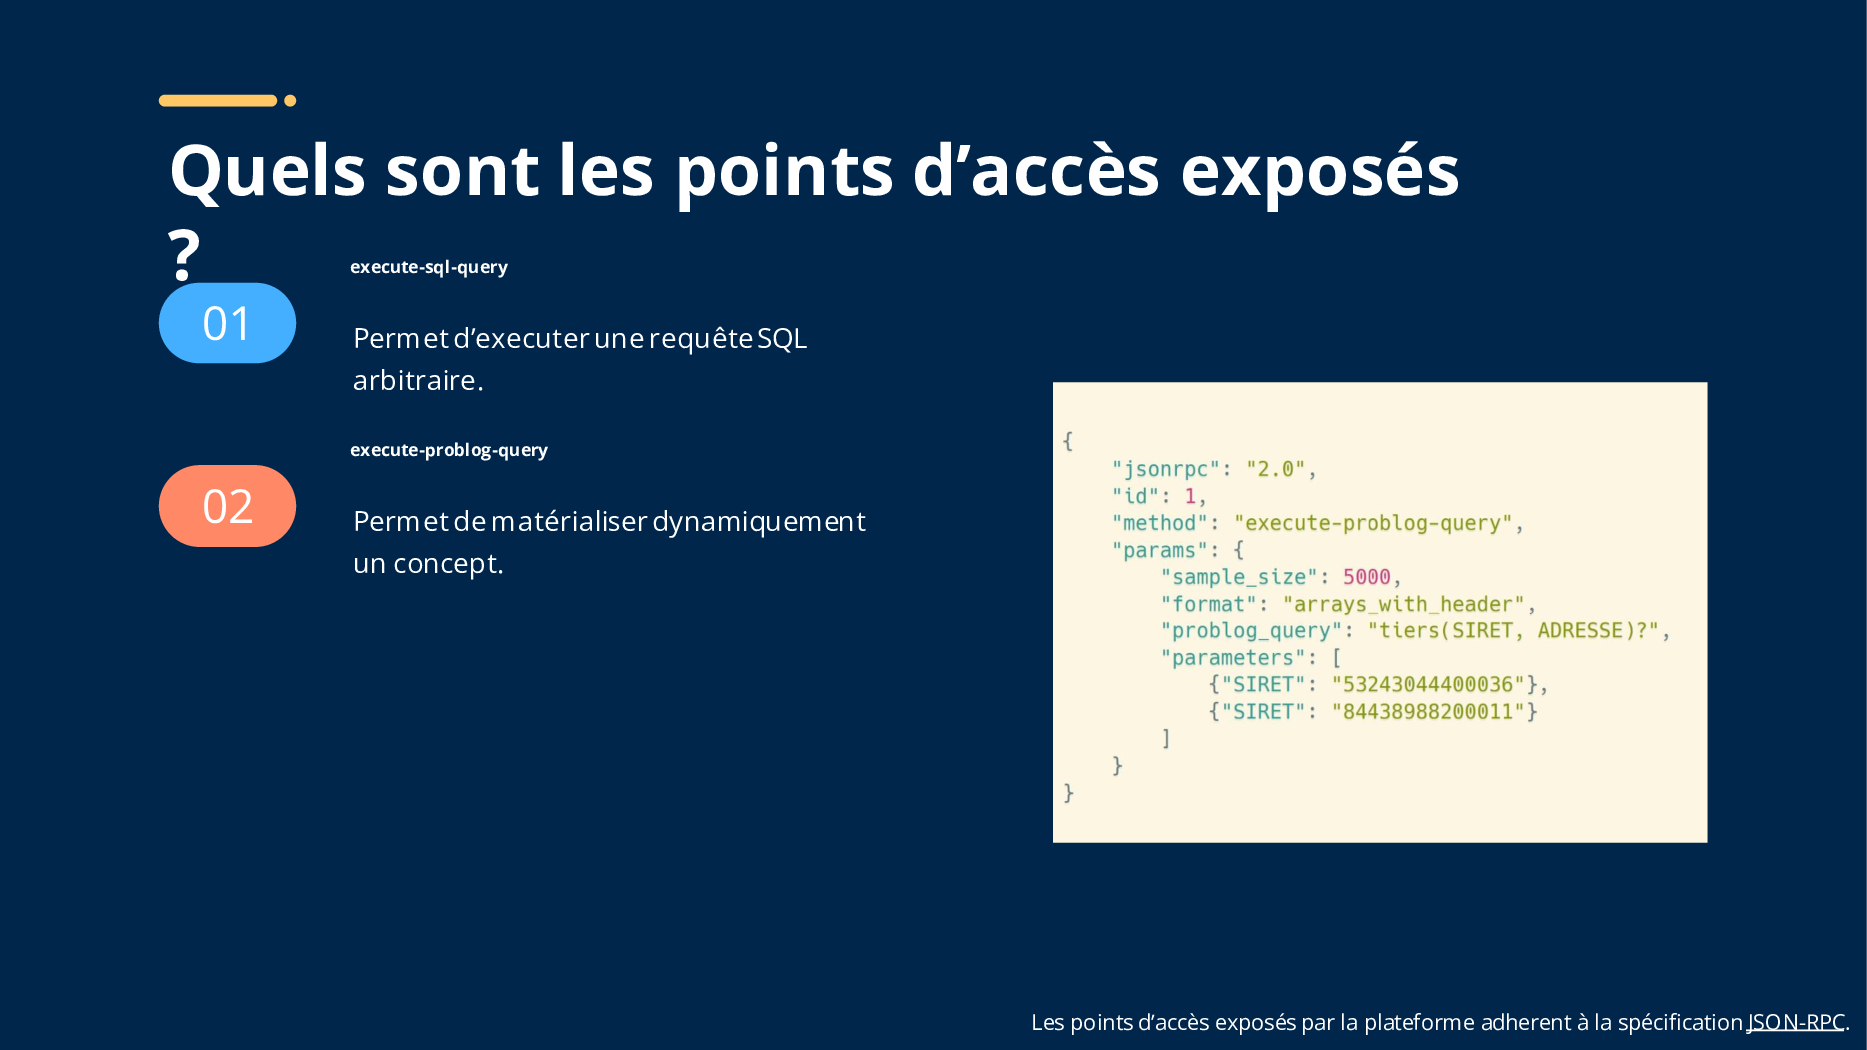 Quels sont les points d’accès exposés
?
execute-sql-query
01
Permet d’executer une requête SQL
arbitraire.
execute-problog-query
02
Permet de matérialiser dynamiquement
un concept.
{
    "jsonrpc": "2.0",
    "id": 1,
    "method": "execute-problog-query",
    "params": {
        "sample_size": 5000,
        "format": "arrays_with_header",
        "problog_query": "tiers(SIRET, ADRESSE)?",
        "parameters": [
            {"SIRET": "53243044400036"},
            {"SIRET": "84438988200011"}
        ]
    }
}
Les points d’accès exposés par la plateforme adherent à la spécification JSON-RPC.